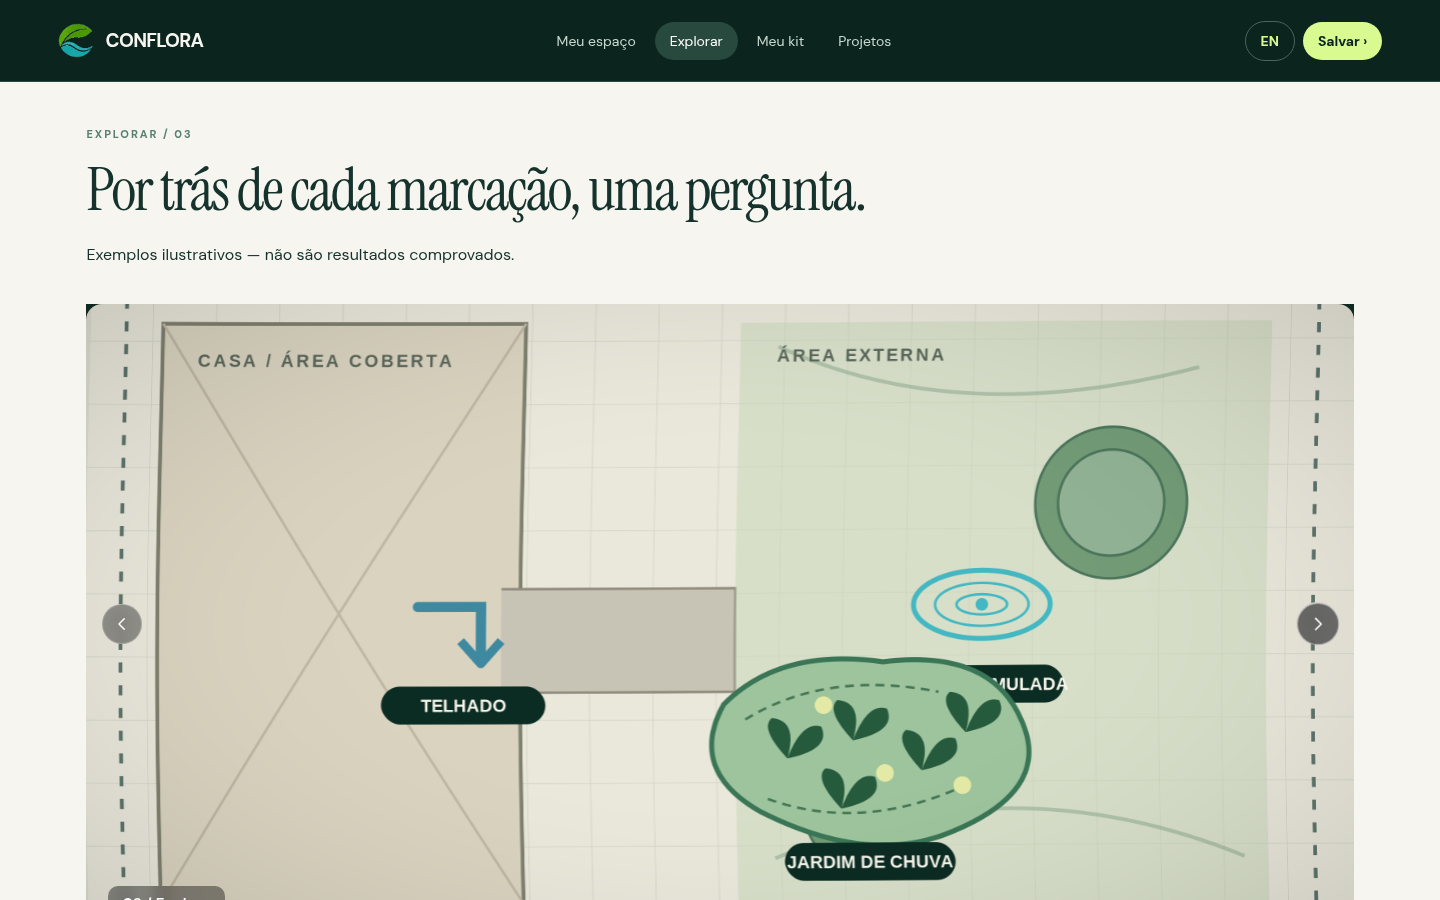 CONFLORA
Meu espaço
Explorar
Meu kit
Projetos
EN
Salvar ›
EXPLORAR / 03
Por trás de cada marcação, uma pergunta.
Exemplos ilustrativos — não são resultados comprovados.
CASA / ÁREA COBERTA
ÁREA EXTERNA
TELHADO
MULADA
JARDIM DE CHUVA